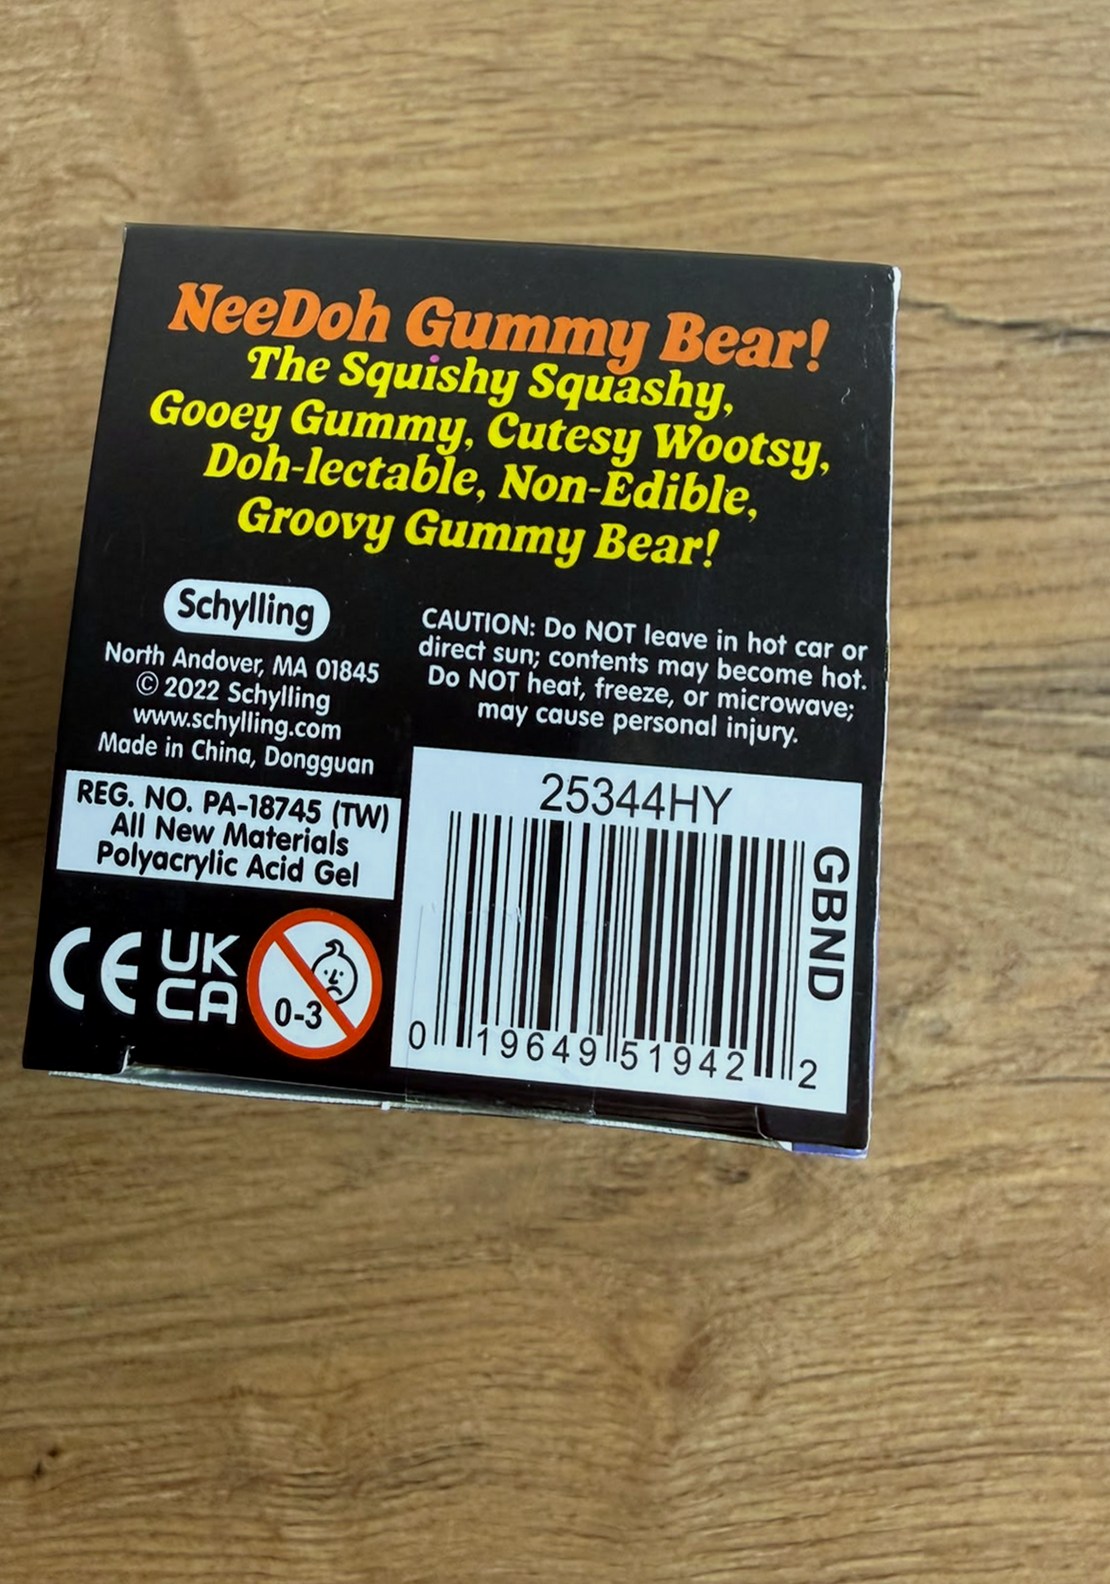 NeeDoh Gummy Bear!
The Squishy Squashy,
Gooey Gummy, Cutesy Wootsy,
Doh-lectable, Non-Edible,
Groovy Gummy Bear!
Schylling
North Andover, MA 01845
© 2022 Schylling
www.schylling.com
Made in China, Dongguan
REG. NO. PA-18745 (TW)
All New Materials
Polyacrylic Acid Gel
CE
UK
CA
0-3
CAUTION: Do NOT leave in hot car or
direct sun; contents may become hot.
Do NOT heat, freeze, or microwave;
may cause personal injury.
25344HY
GBND
0 19649 51942 2